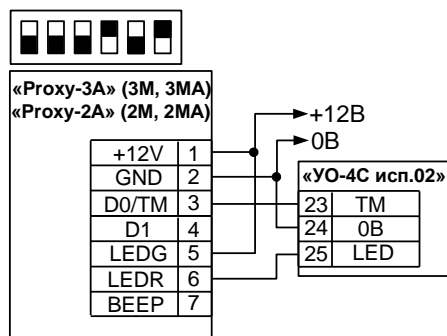 «Proxy-3A» (3M, 3MA)
«Proxy-2A» (2M, 2MA)
+12V 1
GND 2
D0/TM 3
D1 4
LEDG 5
LEDR 6
BEEP 7
+12В
0В
«УО-4С исп.02»
23 TM
24 0В
25 LED